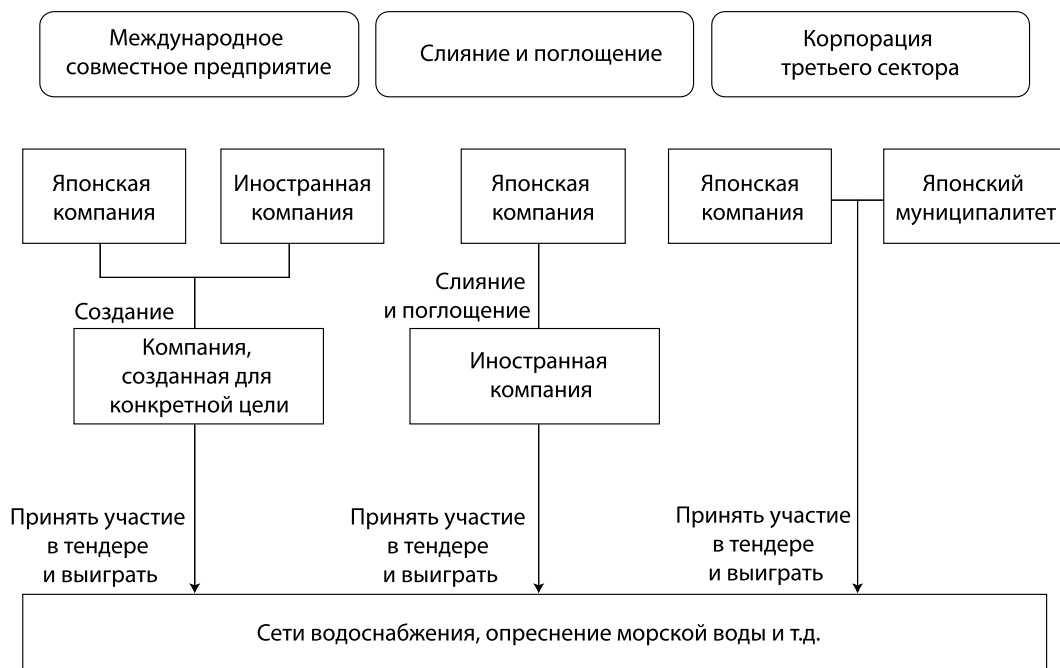 Международное
совместное предприятие
Слияние и поглощение
Корпорация
третьего сектора
Японская
компания
Иностранная
компания
Японская
компания
Японская
компания
Японский
муниципалитет
Создание
Слияние
и поглощение
Компания,
созданная для
конкретной цели
Иностранная
компания
Принять участие
в тендере
и выиграть
Принять участие
в тендере
и выиграть
Принять участие
в тендере
и выиграть
Сети водоснабжения, опреснение морской воды и т.д.